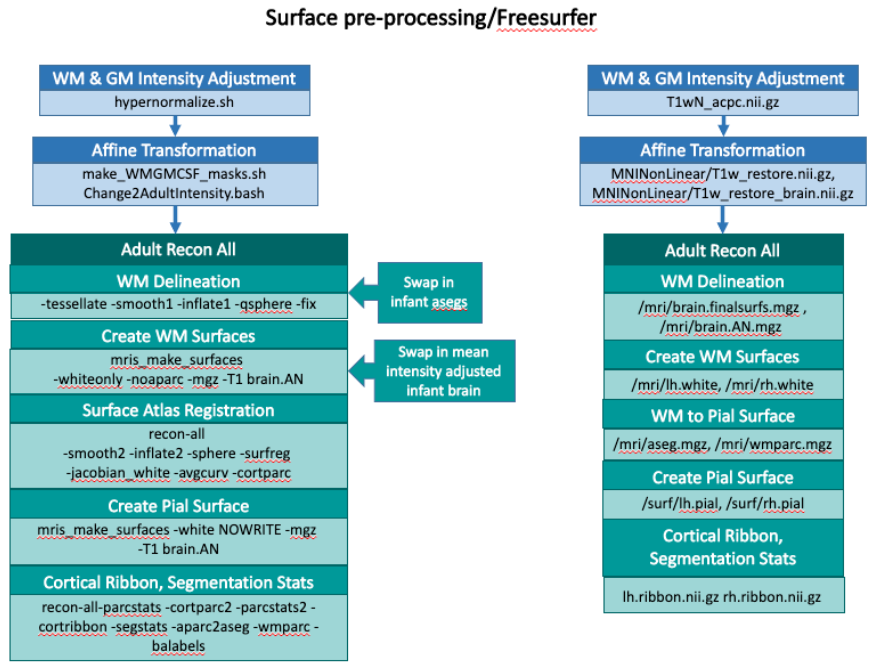 Surface pre-processing/Freesurfer
WM & GM Intensity Adjustment
hypernormalize.sh
Affine Transformation
make_WMGMCSF_masks.sh
Change2AdultIntensity.bash
Adult Recon All
WM Delineation
-tessellate -smooth1 -inflate1 -qsphere -fix
Swap in
infant asegs
Create WM Surfaces
mris_make_surfaces
-whiteonly -noaparc -mgz -T1 brain.AN
Swap in mean
intensity adjusted
infant brain
Surface Atlas Registration
recon-all
-smooth2 -inflate2 -sphere -surfreg
-jacobian_white -avgcurv -cortparc
Create Pial Surface
mris_make_surfaces -white NOWRITE -mgz
-T1 brain.AN
Cortical Ribbon, Segmentation Stats
recon-all-parcstats -cortparc2 -parcstats2 -
cortribbon -segstats -aparc2aseg -wmparc -
balabels
WM & GM Intensity Adjustment
T1wN_acpc.nii.gz
Affine Transformation
MNINonLinear/T1w_restore.nii.gz,
MNINonLinear/T1w_restore_brain.nii.gz
Adult Recon All
WM Delineation
/mri/brain.finalsurfs.mgz ,
/mri/brain.AN.mgz
Create WM Surfaces
/mri/lh.white, /mri/rh.white
WM to Pial Surface
/mri/aseg.mgz, /mri/wmparc.mgz
Create Pial Surface
/surf/lh.pial, /surf/rh.pial
Cortical Ribbon,
Segmentation Stats
lh.ribbon.nii.gz rh.ribbon.nii.gz